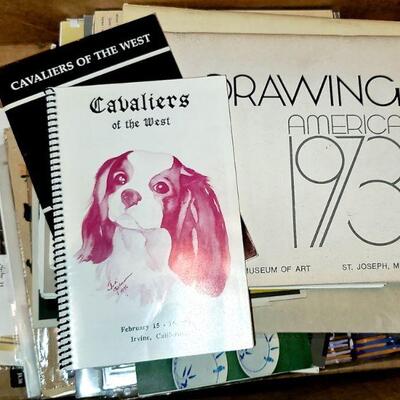 CAVALIERS OF THE WEST
DRAWING
AMERICA
1973
MUSEUM OF ART ST. JOSEPH, M
Cavaliers
of the West
February 15 - 
Irvine, California